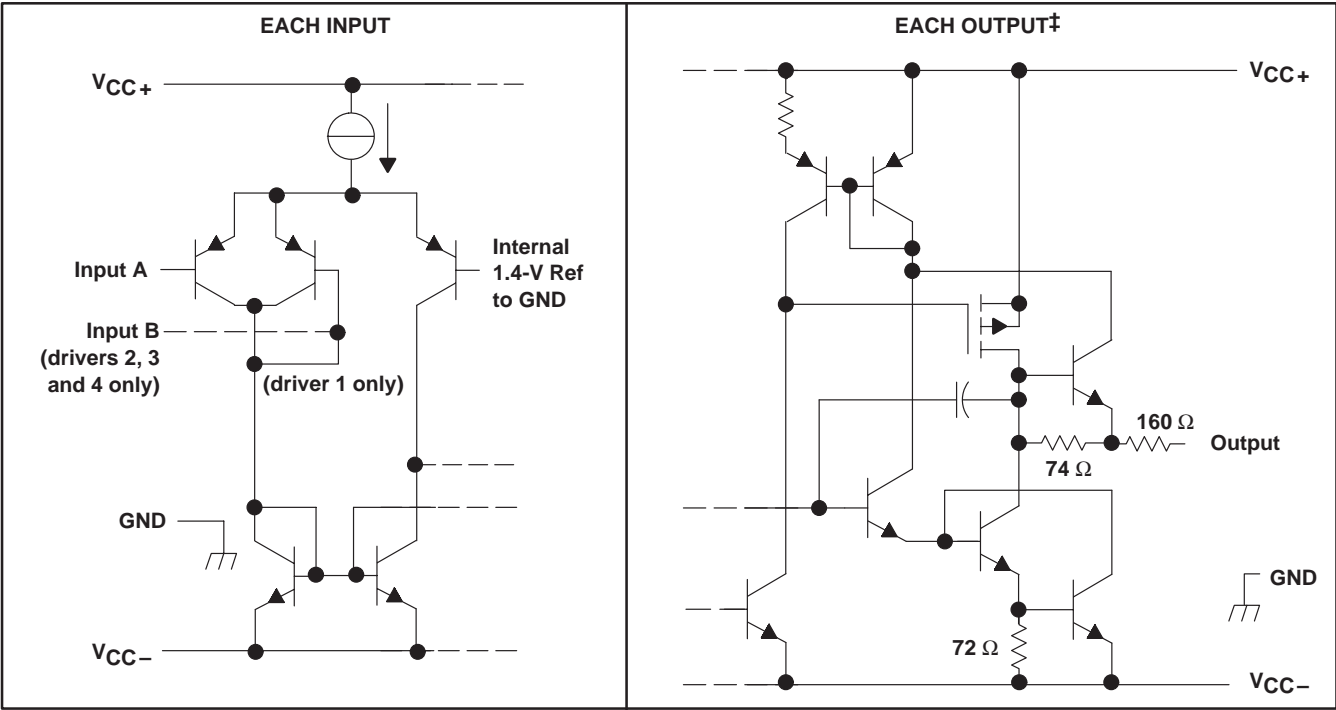 EACH INPUT
VCC+
Input A
Internal
1.4-V Ref
to GND
Input B
(drivers 2, 3
and 4 only)
(driver 1 only)
GND
VCC−
EACH OUTPUT‡
VCC+
160 Ω
Output
74 Ω
GND
72 Ω
VCC−